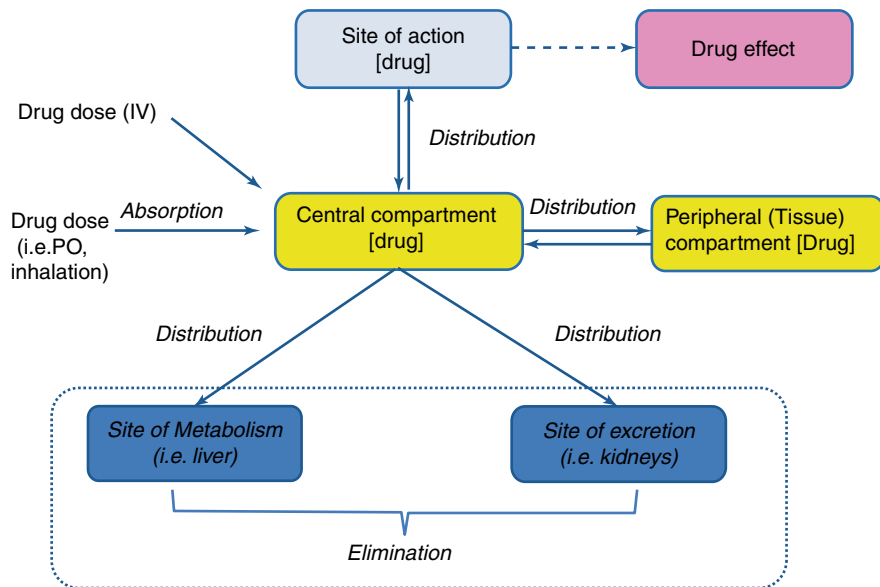 Site of action
[drug]
Drug effect
Drug dose (IV)
Distribution
Drug dose
(i.e.PO,
inhalation)
Absorption
Central compartment
[drug]
Distribution
Peripheral (Tissue)
compartment [Drug]
Distribution
Distribution
Site of Metabolism
(i.e. liver)
Site of excretion
(i.e. kidneys)
Elimination